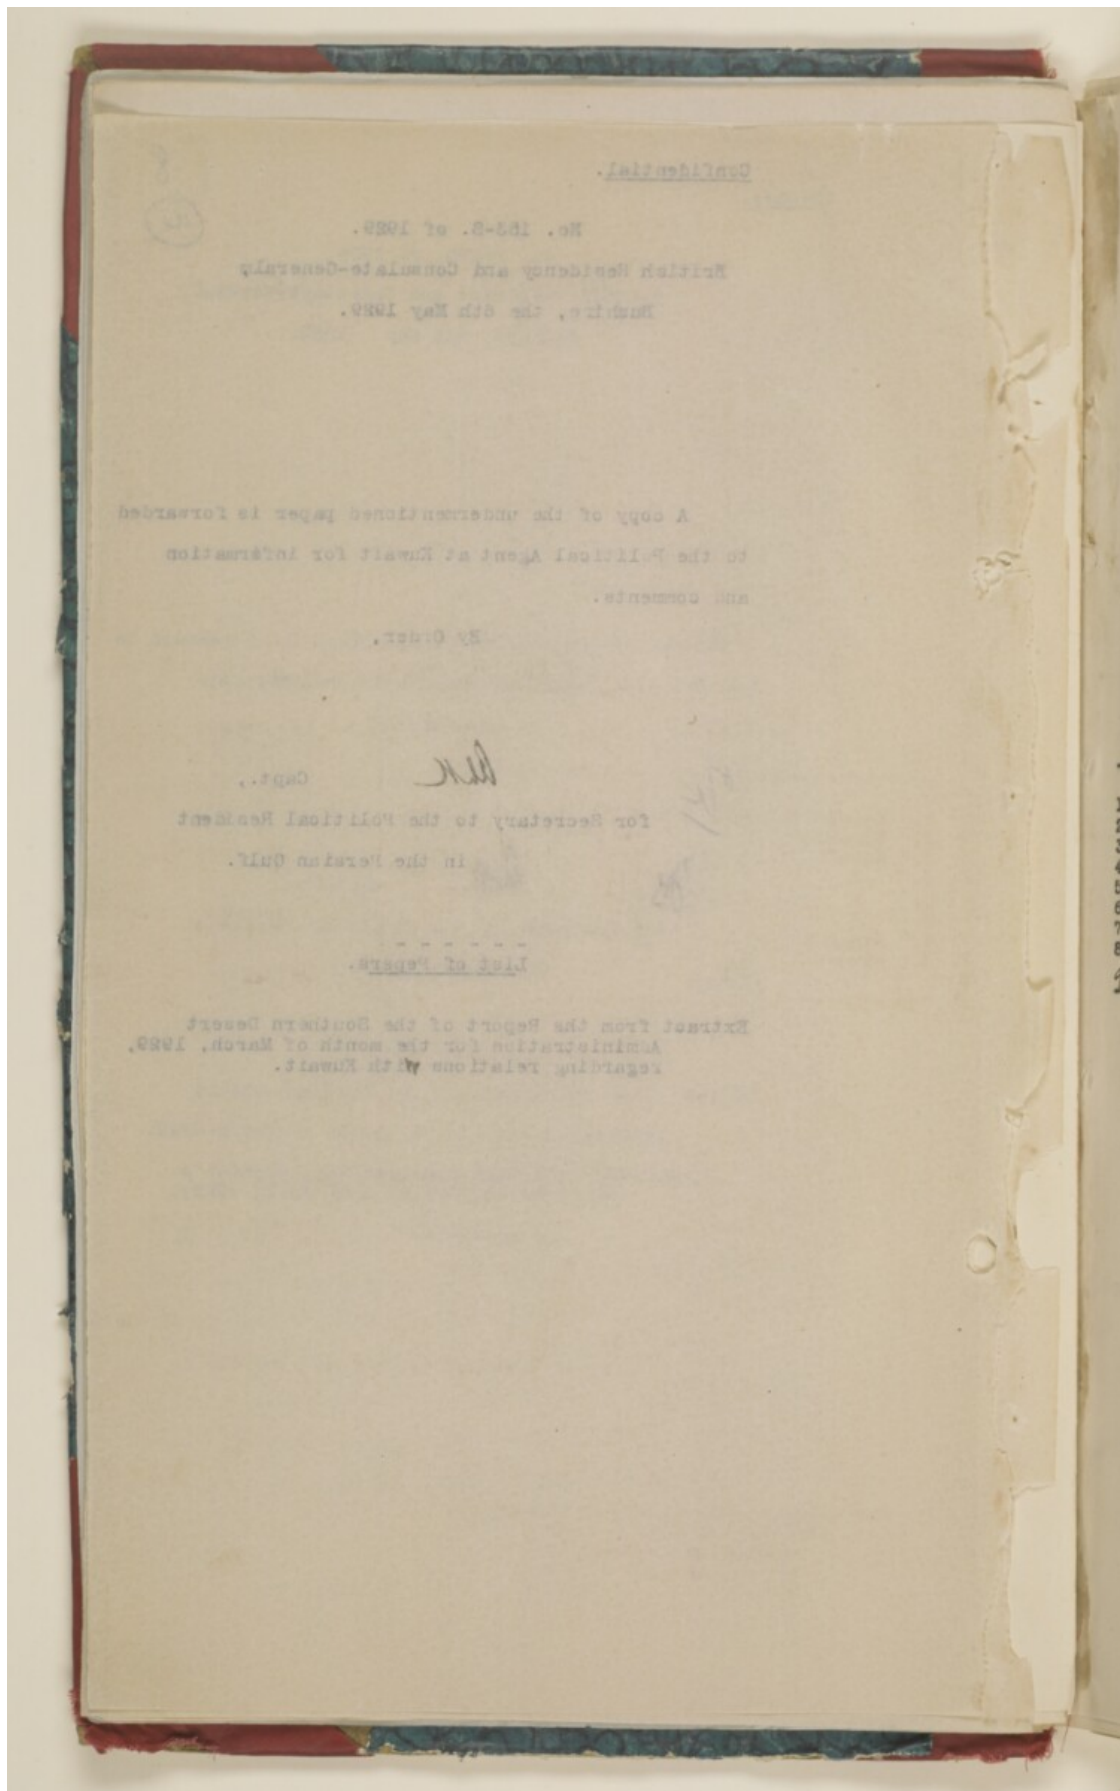 Confidential.
No. 153-S. of 1929.
British Residency and Consulate-General,
Bushire, the 6th May 1929.
A copy of the undermentioned paper is forwarded
to the Political Agent at Kuwait for information
and comments.
By Order,
Capt.,
for Secretary to the Political Resident
in the Persian Gulf.
- - - - - -
List of Papers.
Extract from the Report of the Southern Desert
Administration for the month of March, 1929,
regarding relations with Kuwait.